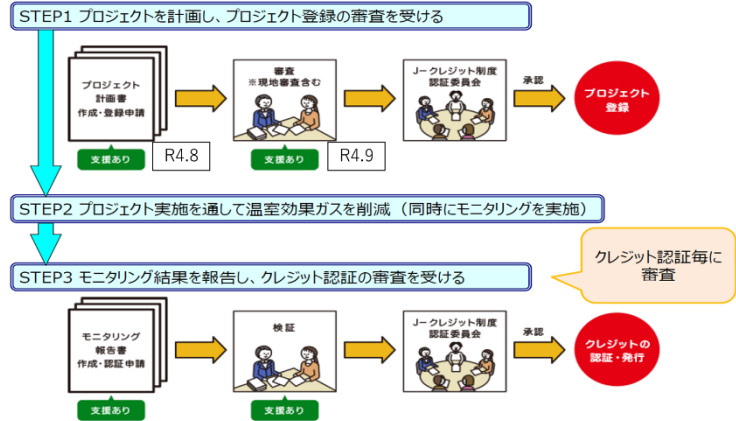 STEP1 プロジェクトを計画し、プロジェクト登録の審査を受ける
プロジェクト
計画書
作成・登録申請
支援あり
R4.8
審査
※現地審査含む
支援あり
R4.9
J－クレジット制度
認証委員会
承認
プロジェクト
登録
STEP2 プロジェクト実施を通して温室効果ガスを削減（同時にモニタリングを実施）
STEP3 モニタリング結果を報告し、クレジット認証の審査を受ける
クレジット認証毎に
審査
モニタリング
報告書
作成・認証申請
支援あり
検証
支援あり
J－クレジット制度
認証委員会
承認
クレジットの
認証・発行